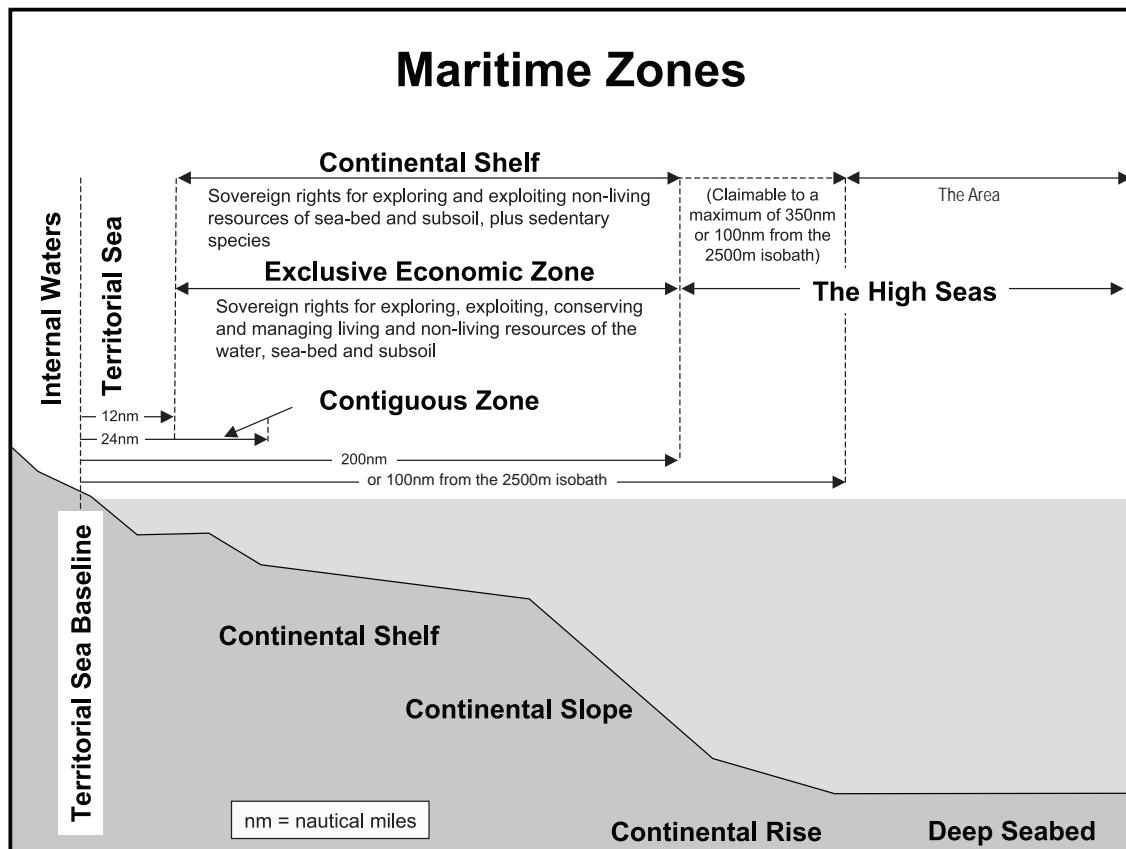 Maritime Zones
Internal Waters
Territorial Sea
Continental Shelf
Sovereign rights for exploring and exploiting non-living
resources of sea-bed and subsoil, plus sedentary
species
(Claimable to a
maximum of 350nm
or 100nm from the
2500m isobath)
The Area
Exclusive Economic Zone
Sovereign rights for exploring, exploiting, conserving
and managing living and non-living resources of the
water, sea-bed and subsoil
The High Seas
Contiguous Zone
12nm
24nm
200nm
or 100nm from the 2500m isobath
Territorial Sea Baseline
Continental Shelf
Continental Slope
Continental Rise
Deep Seabed
nm = nautical miles